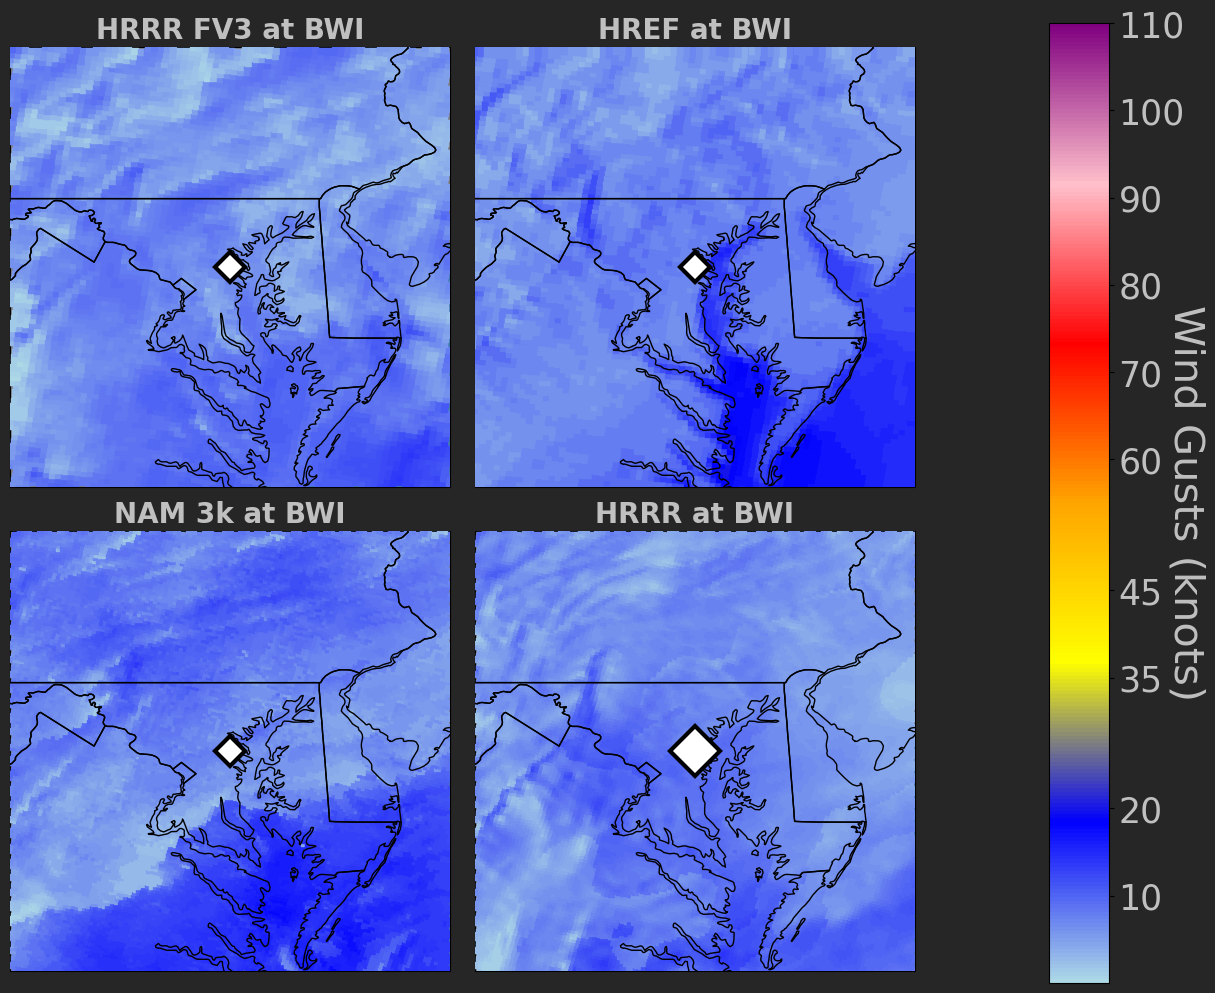 HRRR FV3 at BWI
HREF at BWI
NAM 3k at BWI
HRRR at BWI
110
100
90
80
70
60
45
35
20
10
Wind Gusts (knots)